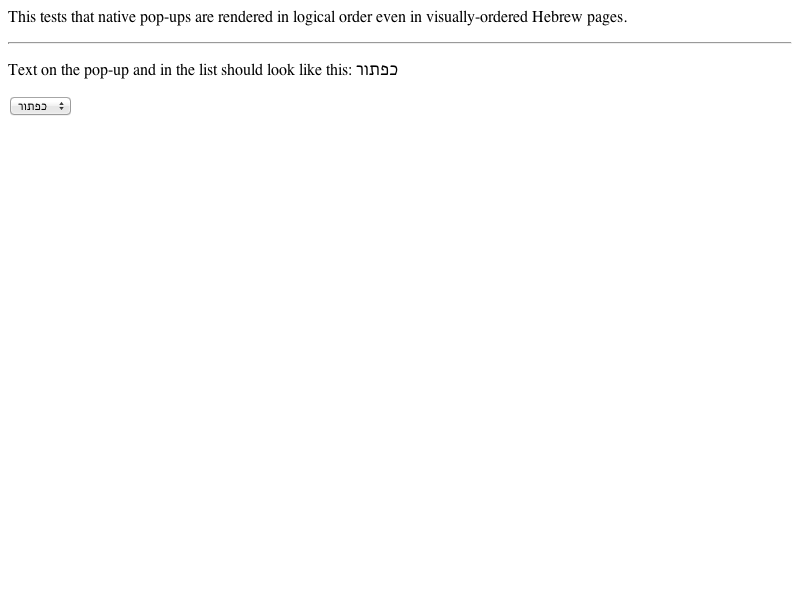 This tests that native pop-ups are rendered in logical order even in visually-ordered Hebrew pages.
Text on the pop-up and in the list should look like this: כפתור
כפתור